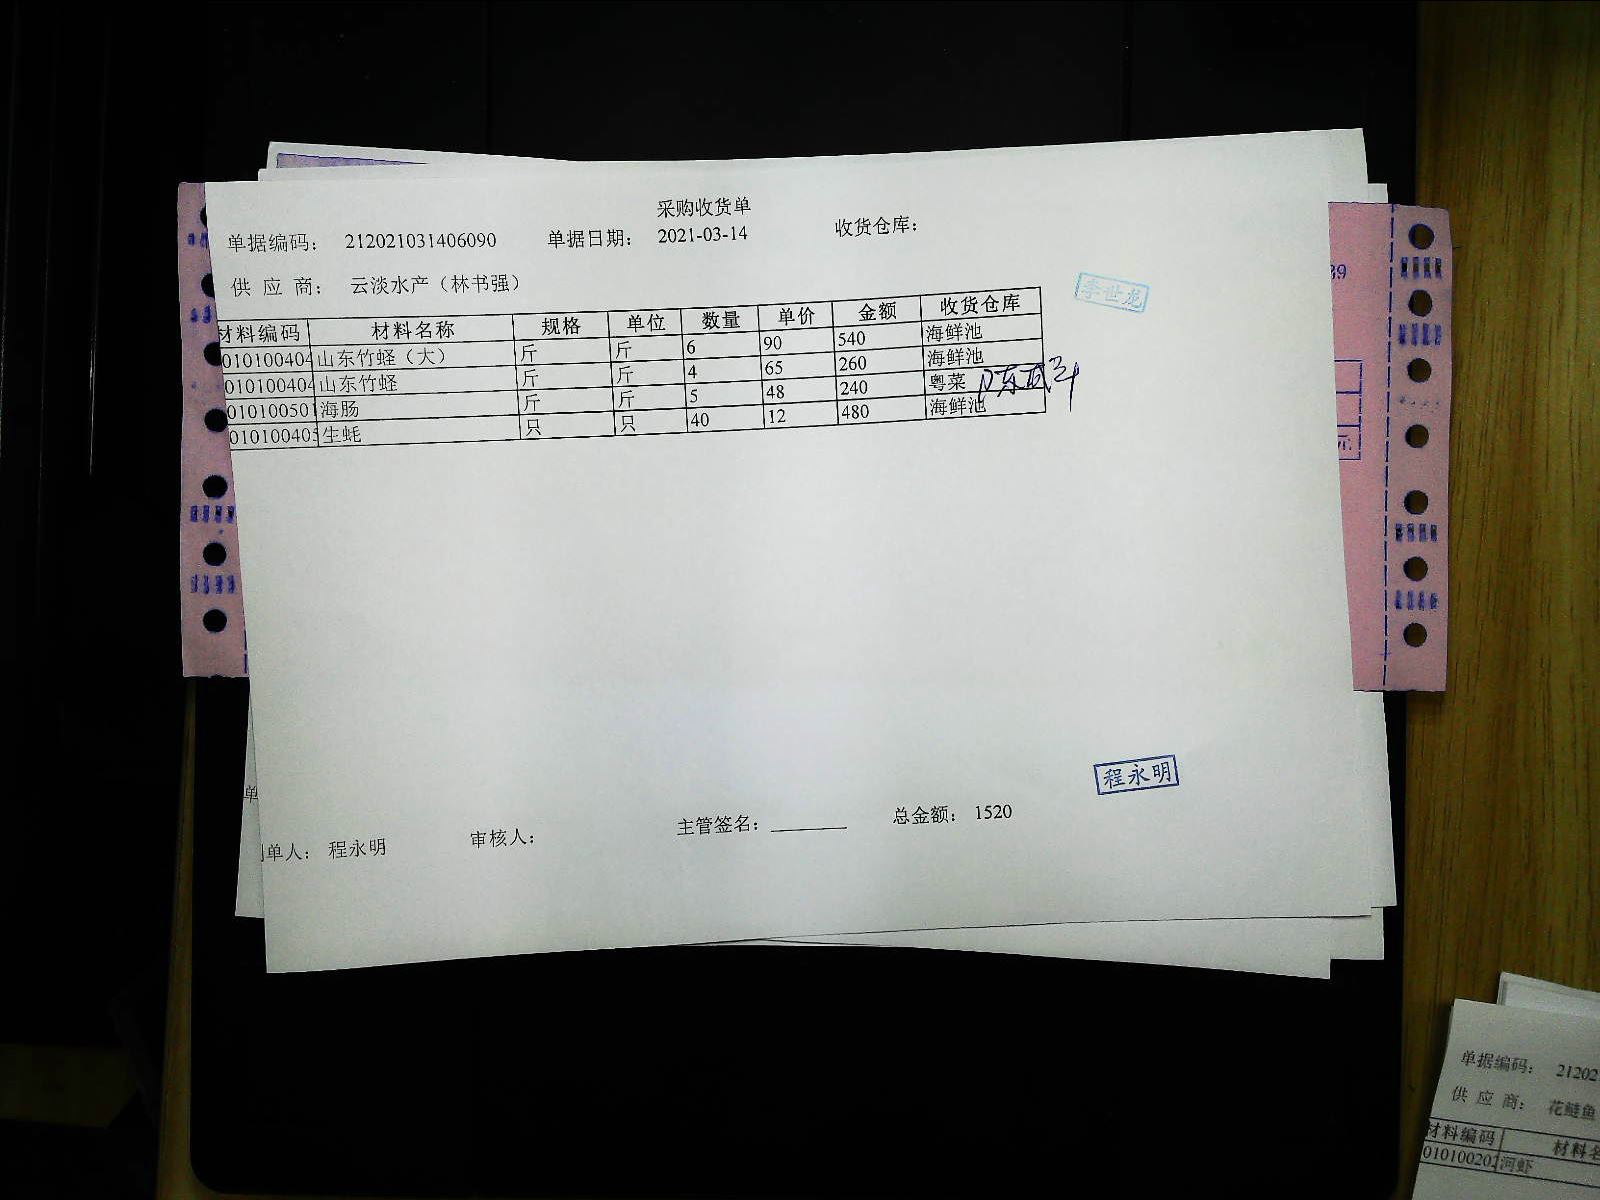 采购收货单
单据编码： 212021031406090 单据日期： 2021-03-14 收货仓库：
供 应 商： 云淡水产（林书强）
李世龙
材料编码 材料名称 规格 单位 数量 单价 金额 收货仓库
010100404 山东竹蛏（大） 斤 斤 6 90 540 海鲜池
010100404 山东竹蛏 斤 斤 4 65 260 海鲜池
010100501 海肠 斤 斤 5 48 240 粤菜
010100405 生蚝 只 只 40 12 480 海鲜池
程永明
单人： 程永明 审核人： 主管签名： 总金额： 1520
单
39
元
单据编码： 21202
供 应 商： 花鲢鱼
材料编码 材料名
010100202 河虾